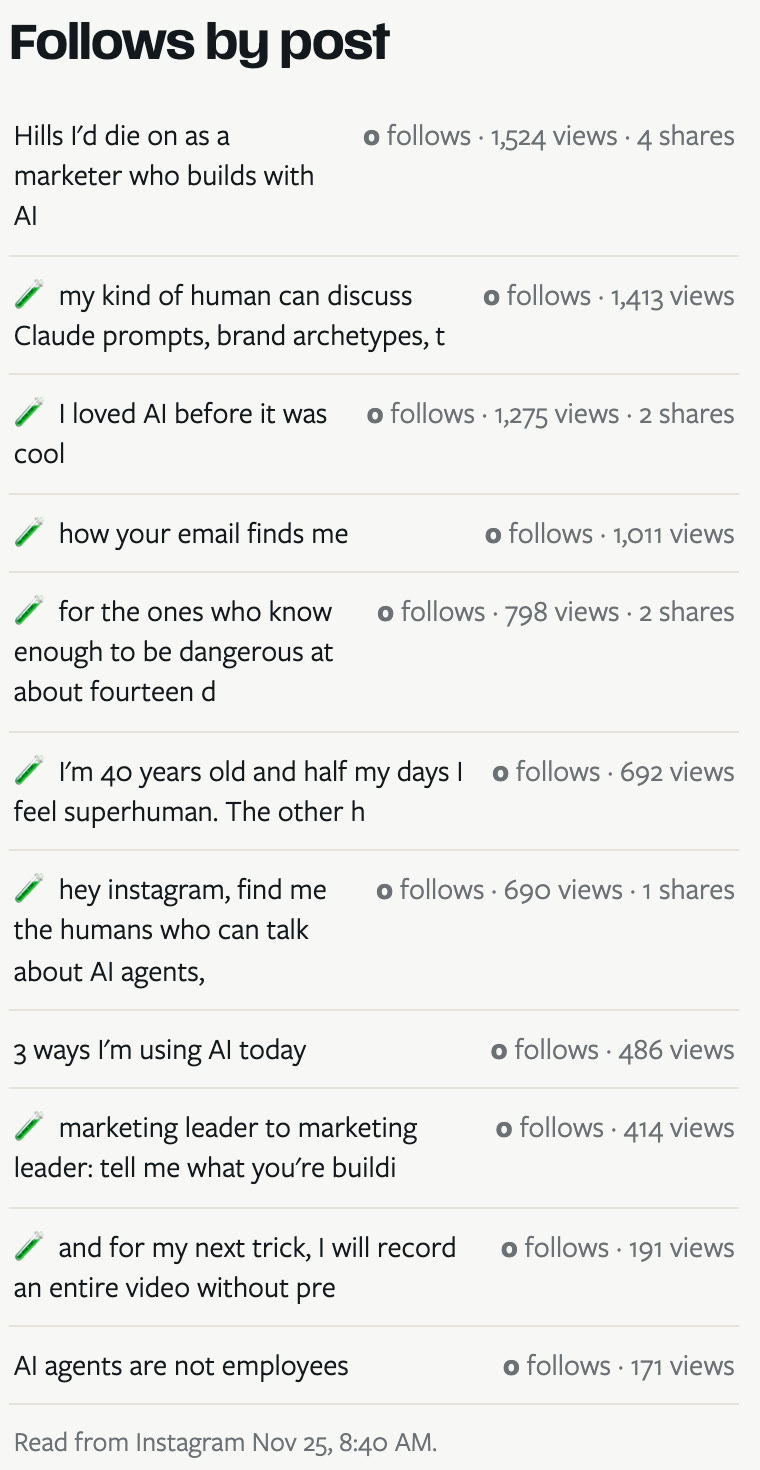 Follows by post
Hills I'd die on as a
marketer who builds with
AI
0 follows · 1,524 views · 4 shares
🧪 my kind of human can discuss
Claude prompts, brand archetypes, t
0 follows · 1,413 views
🧪 I loved AI before it was
cool
0 follows · 1,275 views · 2 shares
🧪 how your email finds me
0 follows · 1,011 views
🧪 for the ones who know
enough to be dangerous at
about fourteen d
0 follows · 798 views · 2 shares
🧪 I'm 40 years old and half my days I
feel superhuman. The other h
0 follows · 692 views
🧪 hey instagram, find me
the humans who can talk
about AI agents,
0 follows · 690 views · 1 shares
3 ways I'm using AI today
0 follows · 486 views
🧪 marketing leader to marketing
leader: tell me what you're buildi
0 follows · 414 views
🧪 and for my next trick, I will record
an entire video without pre
0 follows · 191 views
AI agents are not employees
0 follows · 171 views
Read from Instagram Nov 25, 8:40 AM.